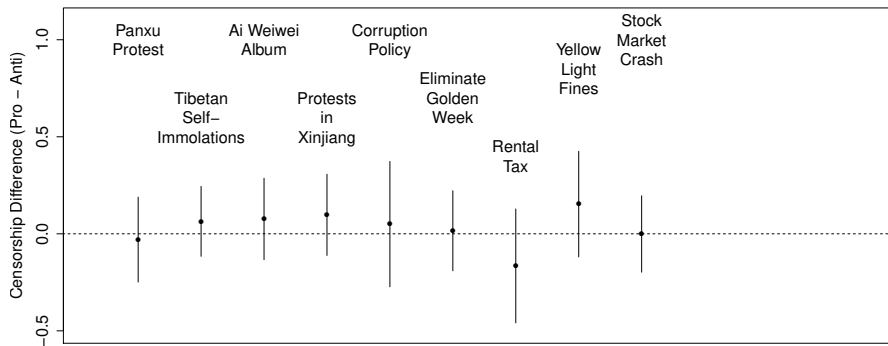 Censorship Difference (Pro − Anti)
1.0
0.5
0.0
−0.5
Panxu
Protest
Tibetan
Self−
Immolations
Ai Weiwei
Album
Protests
in
Xinjiang
Corruption
Policy
Eliminate
Golden
Week
Rental
Tax
Yellow
Light
Fines
Stock
Market
Crash